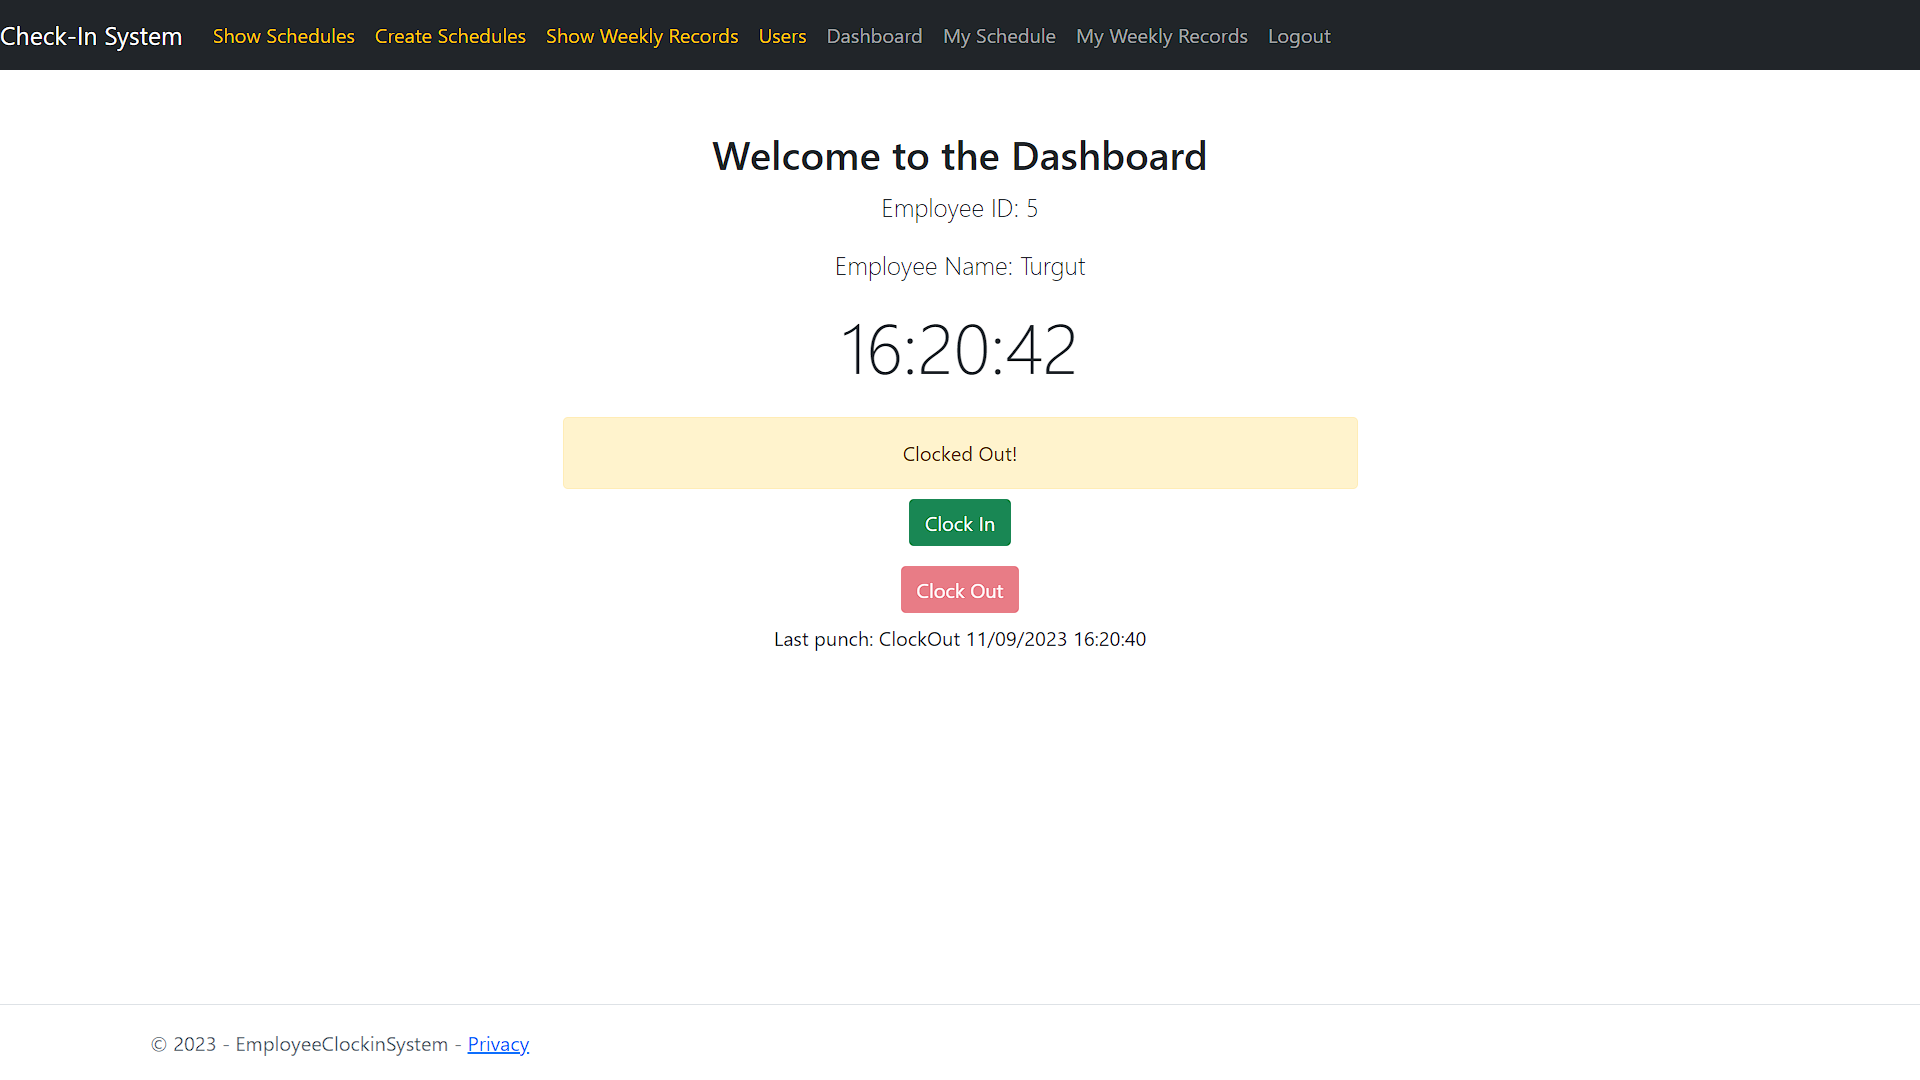 Check-In System Show Schedules Create Schedules Show Weekly Records Users Dashboard My Schedule My Weekly Records Logout
Welcome to the Dashboard
Employee ID: 5
Employee Name: Turgut
16:20:42
Clocked Out!
Clock In
Clock Out
Last punch: ClockOut 11/09/2023 16:20:40
© 2023 - EmployeeClockinSystem - Privacy